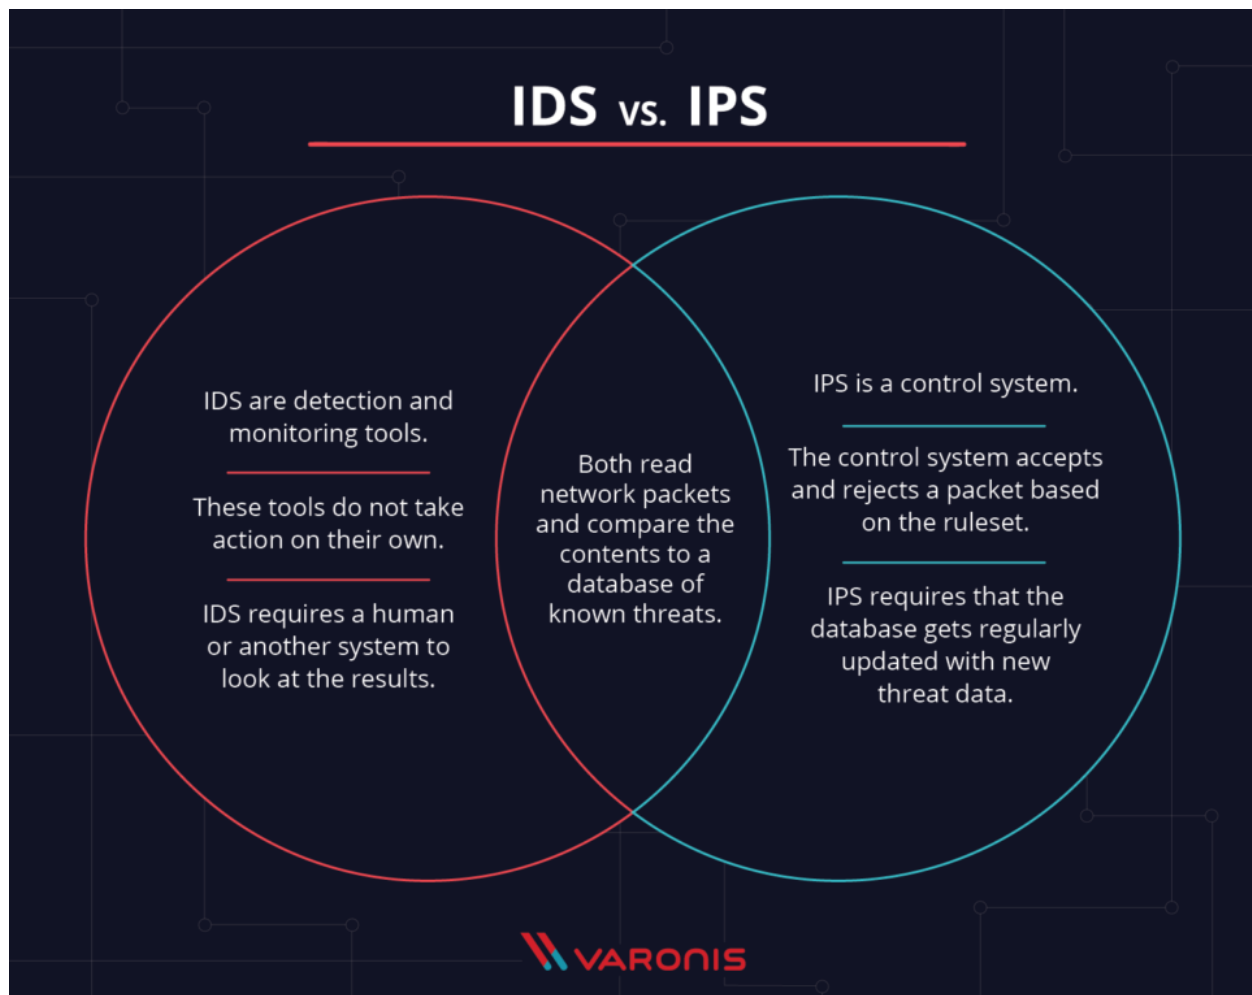 IDS vs. IPS
IDS are detection and
monitoring tools.
These tools do not take
action on their own.
IDS requires a human
or another system to
look at the results.
Both read
network packets
and compare the
contents to a
database of
known threats.
IPS is a control system.
The control system accepts
and rejects a packet based
on the ruleset.
IPS requires that the
database gets regularly
updated with new
threat data.
VARONIS